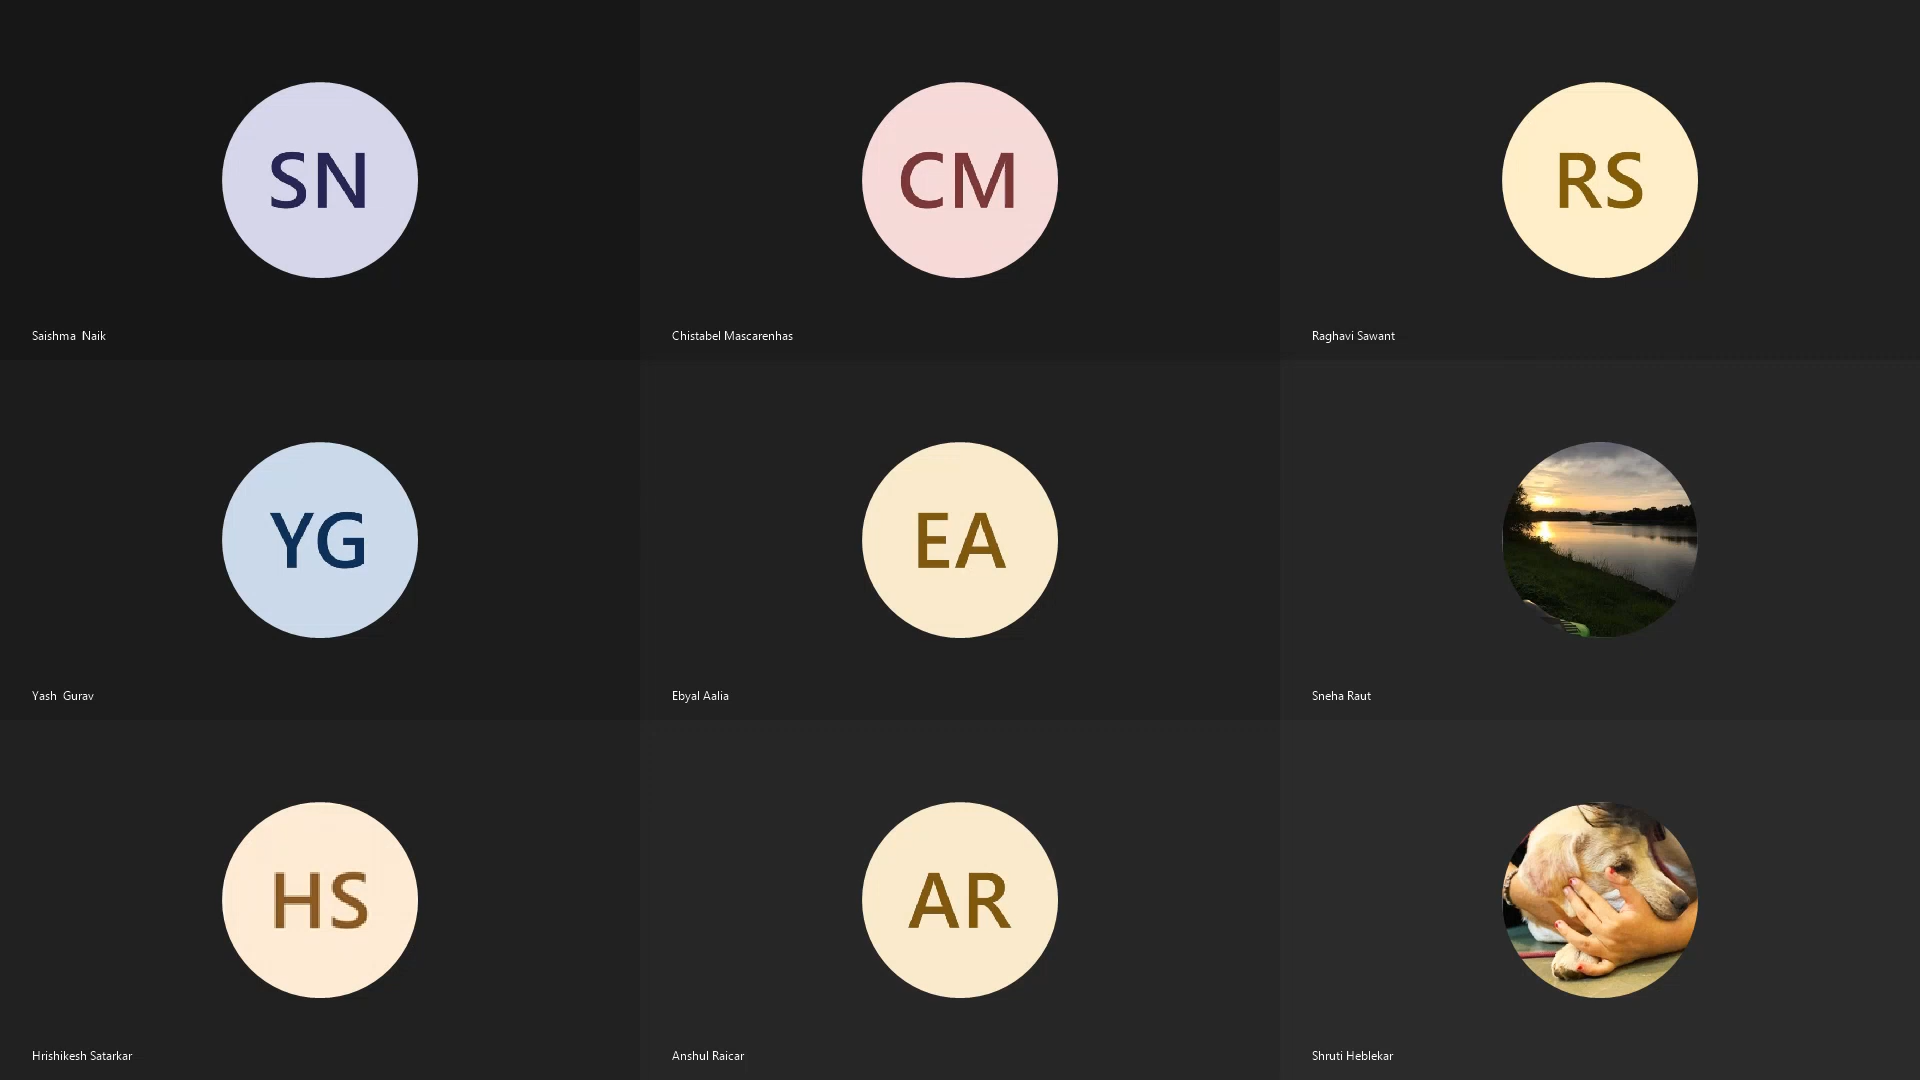 SN
CM
RS
Saishma  Naik
Chistabel Mascarenhas
Raghavi Sawant
YG
EA
Yash  Gurav
Ebyal Aalia
Sneha Raut
HS
AR
Hrishikesh Satarkar
Anshul Raicar
Shruti Heblekar